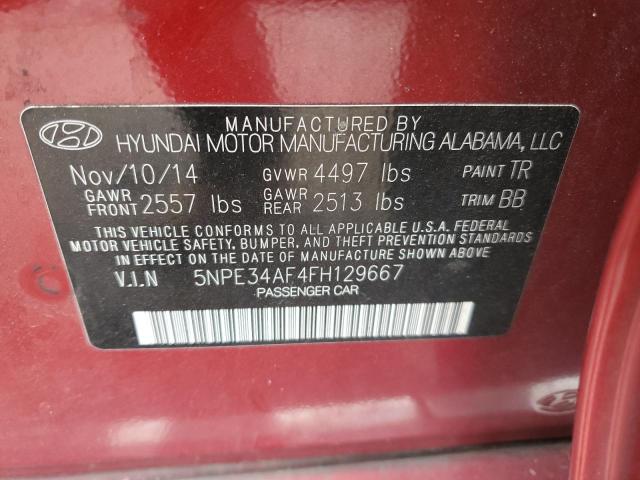 MANUFACTURED BY
HYUNDAI MOTOR MANUFACTURING ALABAMA, LLC
Nov/10/14 GVWR 4497 lbs PAINT TR
GAWR FRONT 2557 lbs GAWR REAR 2513 lbs TRIM BB
THIS VEHICLE CONFORMS TO ALL APPLICABLE U.S.A. FEDERAL
MOTOR VEHICLE SAFETY, BUMPER, AND THEFT PREVENTION
STANDARDS IN EFFECT ON THE DATE OF MANUFACTURE SHOWN ABOVE.
V.I.N 5NPE34AF4FH129667
PASSENGER CAR